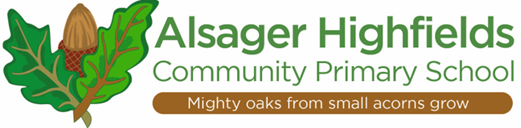 Alsager Highfields
Community Primary School
Mighty oaks from small acorns grow